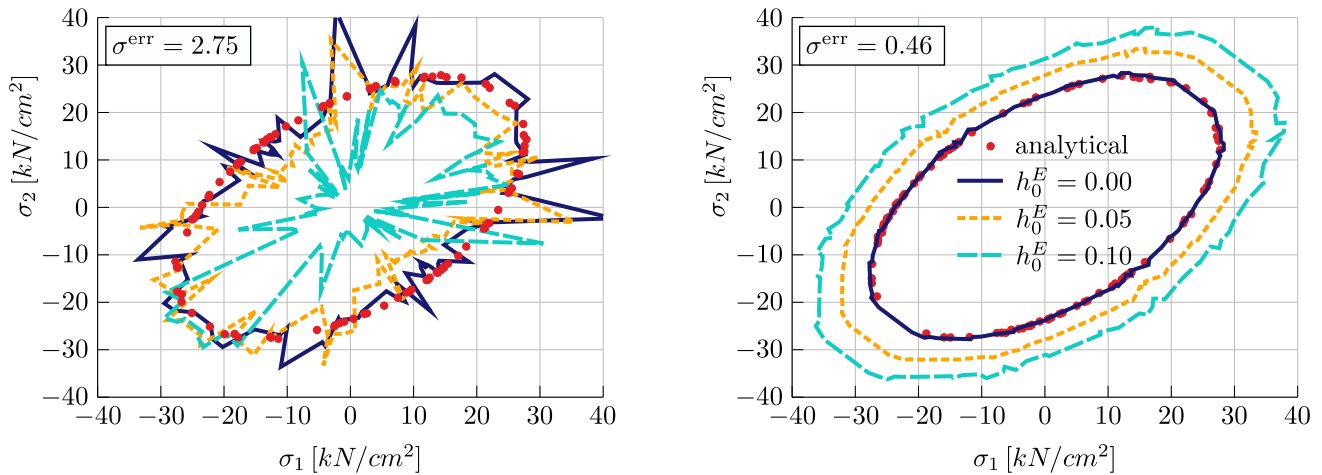 σ^err = 2.75
40
30
20
10
0
−10
−20
−30
−40
−40 −30 −20 −10 0 10 20 30 40
σ_2 [kN/cm^2]
σ_1 [kN/cm^2]
σ^err = 0.46
40
30
20
10
0
−10
−20
−30
−40
−40 −30 −20 −10 0 10 20 30 40
σ_2 [kN/cm^2]
σ_1 [kN/cm^2]
analytical
h_0^E = 0.00
h_0^E = 0.05
h_0^E = 0.10